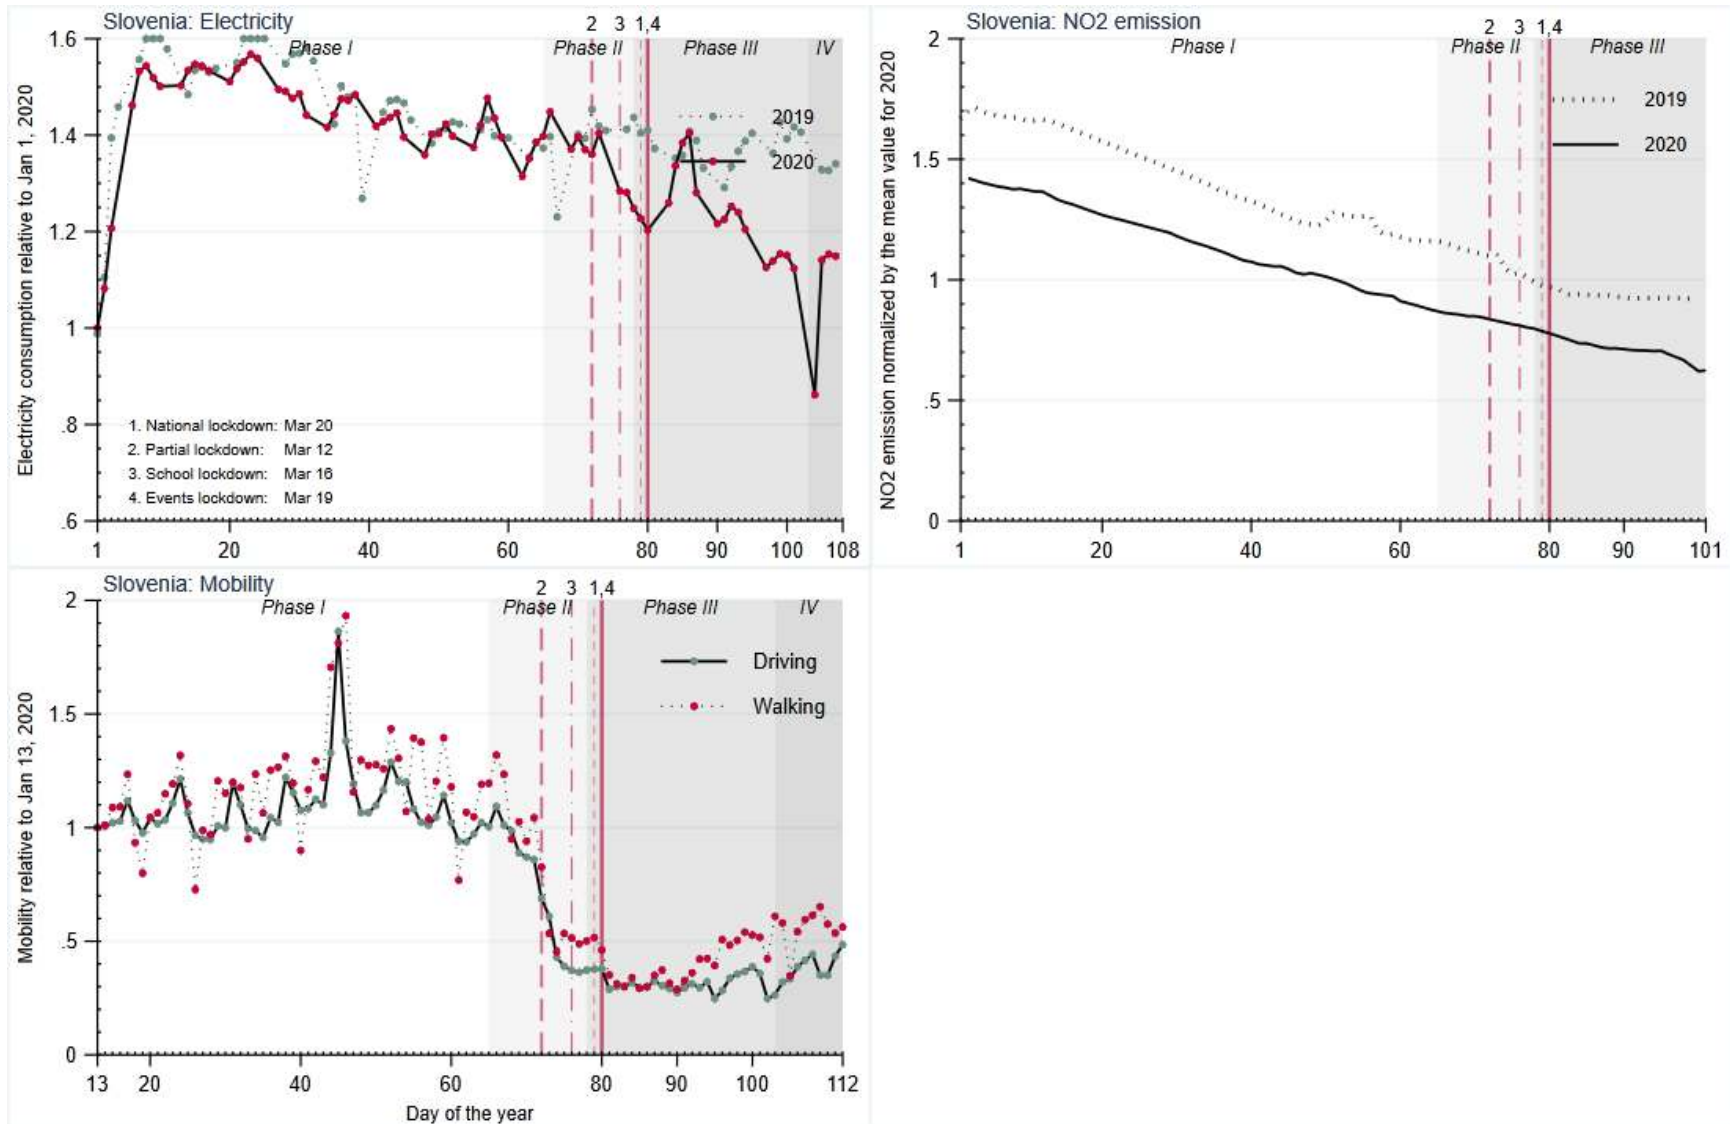 Slovenia: Electricity
2 3 1,4
Phase I Phase II Phase III IV
1.6
1.4
1.2
1
.8
.6
Electricity consumption relative to Jan 1, 2020
2019
2020
1. National lockdown: Mar 20
2. Partial lockdown: Mar 12
3. School lockdown: Mar 16
4. Events lockdown: Mar 19
1 20 40 60 80 90 100 108
Slovenia: NO2 emission
2 3 1,4
Phase I Phase II Phase III
2
1.5
1
.5
0
NO2 emission normalized by the mean value for 2020
2019
2020
1 20 40 60 80 90 101
Slovenia: Mobility
2 3 1,4
Phase I Phase II Phase III IV
2
1.5
1
.5
0
Mobility relative to Jan 13, 2020
Driving
Walking
13 20 40 60 80 90 100 112
Day of the year